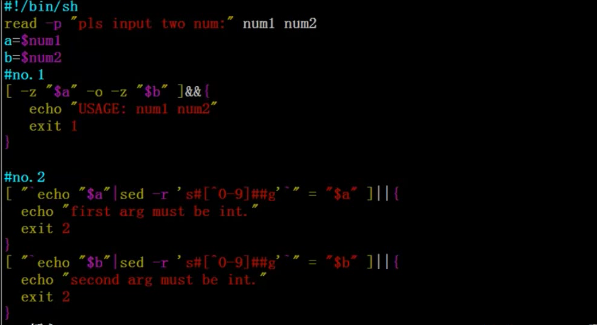 #!/bin/sh
read -p "pls input two num:" num1 num2
a=$num1
b=$num2
#no.1
[ -z "$a" -o -z "$b" ]&&{
   echo "USAGE: num1 num2"
   exit 1
}
#no.2
[ "`echo "$a"|sed -r 's#[^0-9]##g'`" = "$a" ]||{
  echo "first arg must be int."
  exit 2
}
[ "`echo "$b"|sed -r 's#[^0-9]##g'`" = "$b" ]||{
  echo "second arg must be int."
  exit 2
}